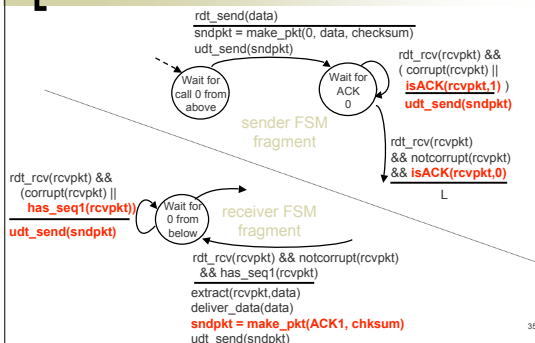 rdt_send(data)
sndpkt = make_pkt(0, data, checksum)
udt_send(sndpkt)
Wait for
call 0 from
above
Wait for
ACK
0
rdt_rcv(rcvpkt) &&
( corrupt(rcvpkt) ||
isACK(rcvpkt,1) )
udt_send(sndpkt)
sender FSM
fragment
rdt_rcv(rcvpkt)
&& notcorrupt(rcvpkt)
&& isACK(rcvpkt,0)
L
rdt_rcv(rcvpkt) &&
(corrupt(rcvpkt) ||
has_seq1(rcvpkt))
udt_send(sndpkt)
Wait for
0 from
below
receiver FSM
fragment
rdt_rcv(rcvpkt) && notcorrupt(rcvpkt)
&& has_seq1(rcvpkt)
extract(rcvpkt,data)
deliver_data(data)
sndpkt = make_pkt(ACK1, chksum)
udt_send(sndpkt)
35